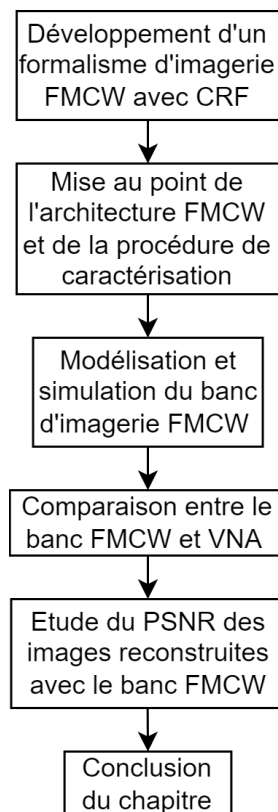 Développement d'un
formalisme d'imagerie
FMCW avec CRF
Mise au point de
l'architecture FMCW
et de la procédure de
caractérisation
Modélisation et
simulation du banc
d'imagerie FMCW
Comparaison entre le
banc FMCW et VNA
Etude du PSNR des
images reconstruites
avec le banc FMCW
Conclusion
du chapitre